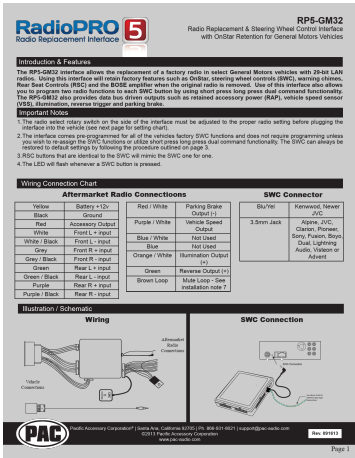 RadioPRO 5
Radio Replacement Interface
RP5-GM32
Radio Replacement & Steering Wheel Control Interface
with OnStar Retention for General Motors Vehicles
Introduction & Features
The RP5-GM32 interface allows the replacement of a factory radio in select General Motors vehicles with 29-bit LAN
radios. Using this interface will retain factory features such as OnStar, steering wheel controls (SWC), warning chimes,
Rear Seat Controls (RSC) and the BOSE amplifier when the original radio is removed. Use of this interface also allows
you to program two radio functions to each SWC button by using short press long press dual command functionality.
The RP5-GM32 also provides data bus driven outputs such as retained accessory power (RAP), vehicle speed sensor
(VSS), illumination, reverse trigger and parking brake.
Important Notes
1.The radio select rotary switch on the side of the interface must be adjusted to the proper radio setting before plugging the
interface into the vehicle (see next page for setting chart).
2.The interface comes pre-programmed for all of the vehicles factory SWC functions and does not require programming unless
you wish to re-assign the SWC functions or utilize short press long press dual command functionality. The SWC can always be
restored to default settings by following the procedure outlined on page 3.
3.RSC buttons that are identical to the SWC will mimic the SWC one for one.
4.The LED will flash whenever a SWC button is pressed.
Wiring Connection Chart
Aftermarket Radio Connections
SWC Connector
Yellow Battery +12v
Black Ground
Red Accessory Output
White Front L + input
White / Black Front L - input
Grey Front R + input
Grey / Black Front R - input
Green Rear L + input
Green / Black Rear L - input
Purple Rear R + input
Purple / Black Rear R - input
Red / White Parking Brake
Output (-)
Purple / White Vehicle Speed
Output
Blue / White Not Used
Blue Not Used
Orange / White Illumination Output
(+)
Green Reverse Output (+)
Brown Loop Mute Loop - See
installation note 7
Blu/Yel Kenwood, Newer
JVC
3.5mm Jack Alpine, JVC,
Clarion, Pioneer,
Sony, Fusion, Boyo,
Dual, Lightning
Audio, Visteon or
Advent
Illustration / Schematic
Wiring
SWC Connection
Aftermarket
Radio
Connections
Vehicle
Connections
PAC
Pacific Accessory Corporation® | Santa Ana, California 92705 | Ph. 866-931-8021 | support@pac-audio.com
©2013 Pacific Accessory Corporation
www.pac-audio.com
Rev. 091613
Page 1